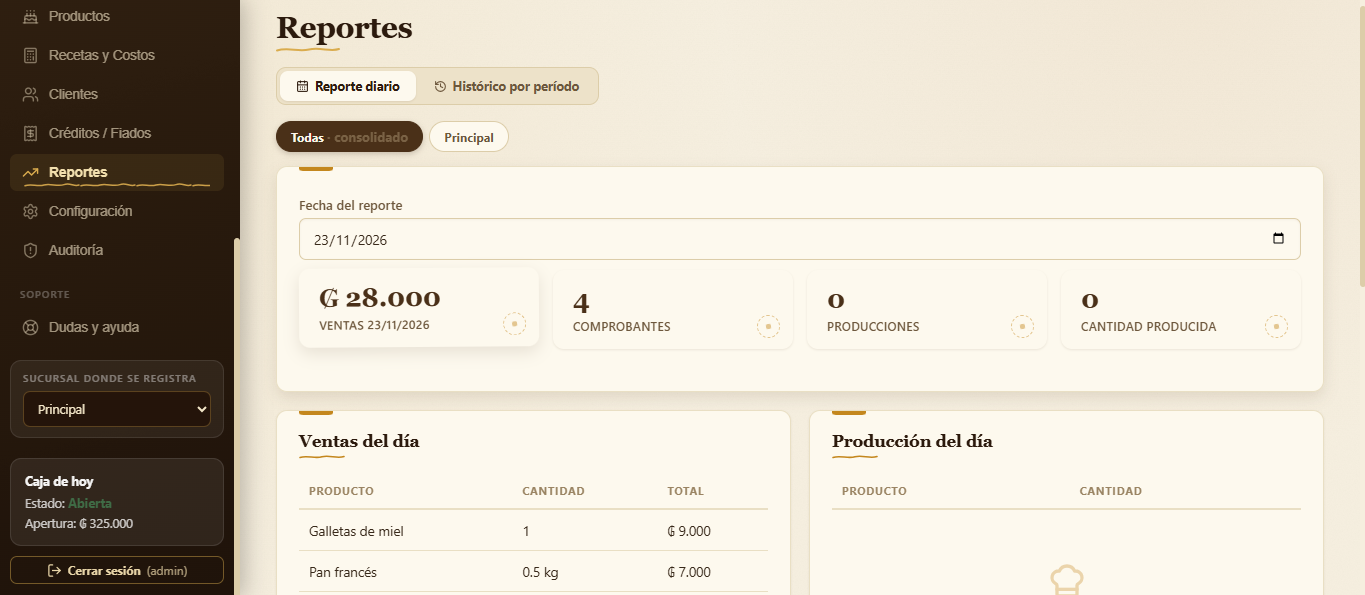 Productos
Recetas y Costos
Clientes
Créditos / Fiados
Reportes
Configuración
Auditoría
SOPORTE
Dudas y ayuda
SUCURSAL DONDE SE REGISTRA
Principal
Caja de hoy
Estado: Abierta
Apertura: ₲ 325.000
Cerrar sesión (admin)
Reportes
Reporte diario
Histórico por período
Todas · consolidado
Principal
Fecha del reporte
23/11/2026
₲ 28.000
VENTAS 23/11/2026
4
COMPROBANTES
0
PRODUCCIONES
0
CANTIDAD PRODUCIDA
Ventas del día
PRODUCTO CANTIDAD TOTAL
Galletas de miel 1 ₲ 9.000
Pan francés 0.5 kg ₲ 7.000
Producción del día
PRODUCTO CANTIDAD